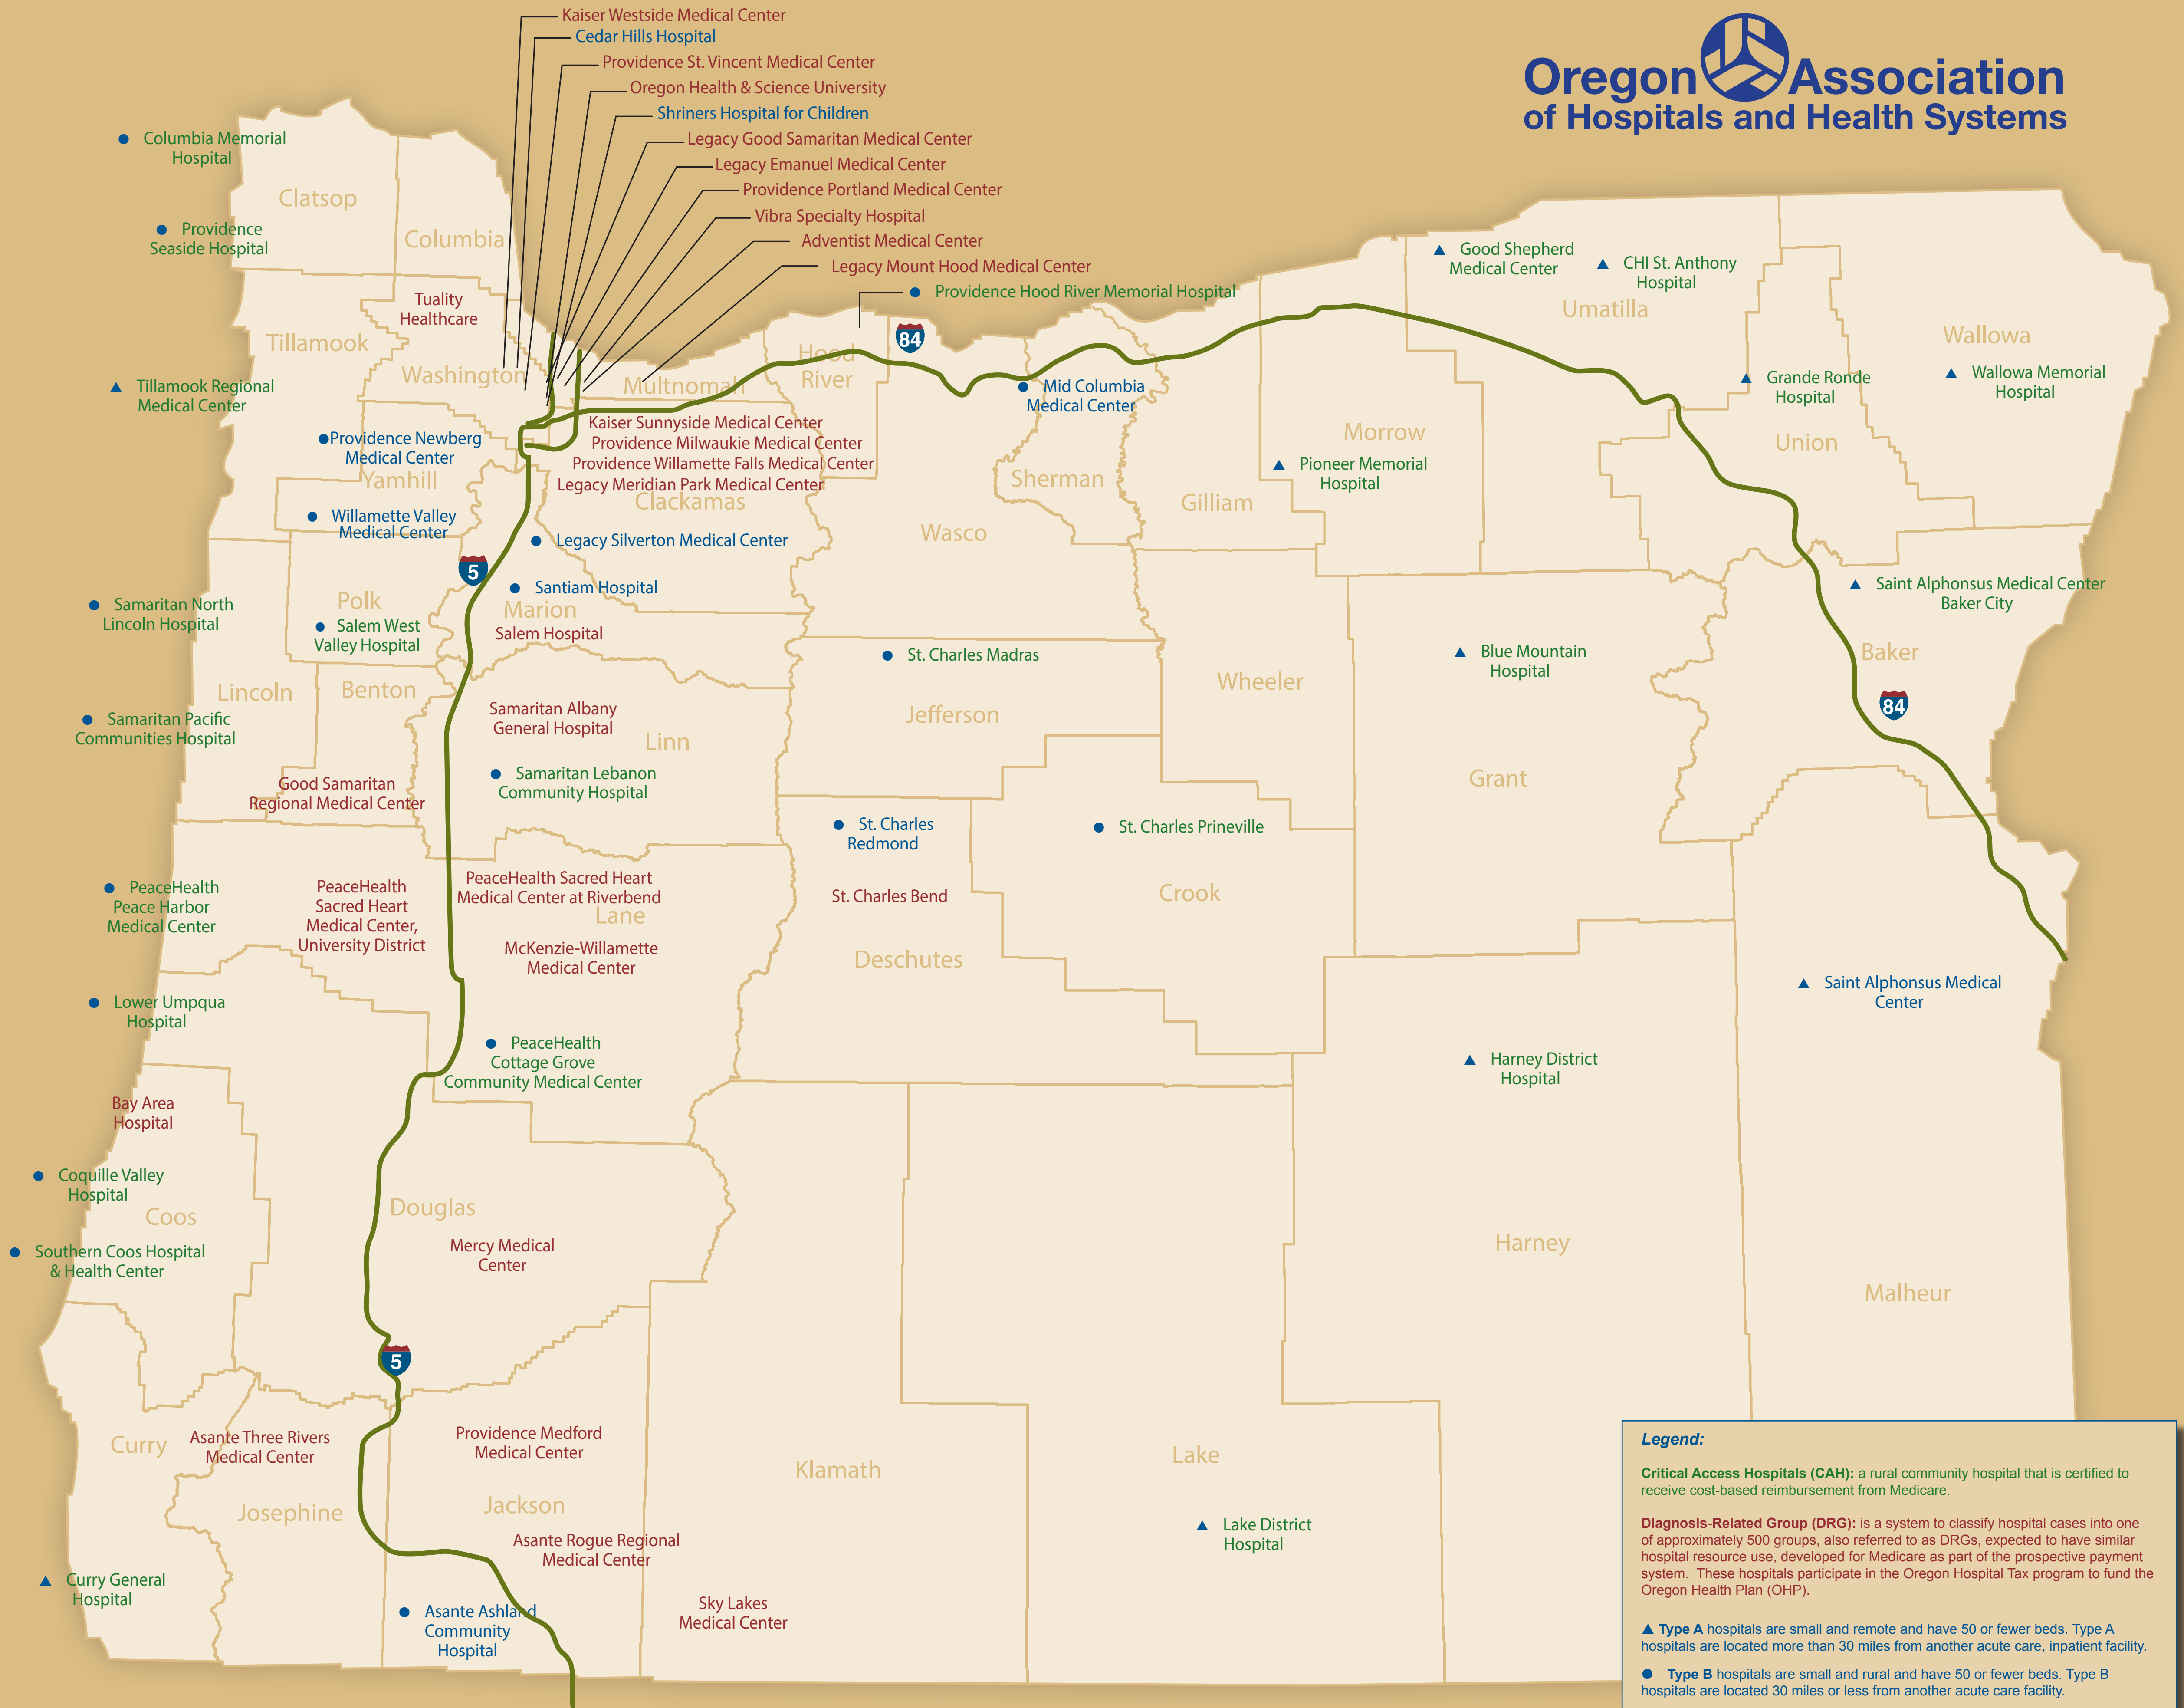 Kaiser Westside Medical Center
Cedar Hills Hospital
Providence St. Vincent Medical Center
Oregon Health & Science University
Shriners Hospital for Children
Legacy Good Samaritan Medical Center
Legacy Emanuel Medical Center
Providence Portland Medical Center
Vibra Specialty Hospital
Adventist Medical Center
Legacy Mount Hood Medical Center
Providence Hood River Memorial Hospital
Oregon Association
of Hospitals and Health Systems
Columbia Memorial
Hospital
Clatsop
Providence
Seaside Hospital
Columbia
Tuality
Healthcare
Tillamook
Washington
Multnomah
Hood
River
84
Tillamook Regional
Medical Center
Mid Columbia
Medical Center
Good Shepherd
Medical Center
CHI St. Anthony
Hospital
Umatilla
Wallowa
Grande Ronde
Hospital
Wallowa Memorial
Hospital
Union
Providence Newberg
Medical Center
Yamhill
Kaiser Sunnyside Medical Center
Providence Milwaukie Medical Center
Providence Willamette Falls Medical Center
Legacy Meridian Park Medical Center
Clackamas
Sherman
Gilliam
Morrow
Pioneer Memorial
Hospital
Wasco
Willamette Valley
Medical Center
Legacy Silverton Medical Center
5
Santiam Hospital
Marion
Salem Hospital
Samaritan North
Lincoln Hospital
Polk
Salem West
Valley Hospital
Saint Alphonsus Medical Center
Baker City
Baker
84
Blue Mountain
Hospital
St. Charles Madras
Jefferson
Wheeler
Lincoln
Benton
Samaritan Pacific
Communities Hospital
Samaritan Albany
General Hospital
Linn
Samaritan Lebanon
Community Hospital
Good Samaritan
Regional Medical Center
Grant
St. Charles
Redmond
St. Charles Prineville
St. Charles Bend
Crook
Deschutes
PeaceHealth
Peace Harbor
Medical Center
PeaceHealth
Sacred Heart
Medical Center,
University District
PeaceHealth Sacred Heart
Medical Center at Riverbend
Lane
McKenzie-Willamette
Medical Center
Saint Alphonsus Medical
Center
Lower Umpqua
Hospital
PeaceHealth
Cottage Grove
Community Medical Center
Harney District
Hospital
Bay Area
Hospital
Coquille Valley
Hospital
Coos
Southern Coos Hospital
& Health Center
Douglas
Mercy Medical
Center
Harney
Malheur
5
Curry
Asante Three Rivers
Medical Center
Josephine
Providence Medford
Medical Center
Jackson
Asante Rogue Regional
Medical Center
Klamath
Lake
Lake District
Hospital
Curry General
Hospital
Asante Ashland
Community
Hospital
Sky Lakes
Medical Center
Legend:
Critical Access Hospitals (CAH): a rural community hospital that is certified to
receive cost-based reimbursement from Medicare.
Diagnosis-Related Group (DRG): is a system to classify hospital cases into one
of approximately 500 groups, also referred to as DRGs, expected to have similar
hospital resource use, developed for Medicare as part of the prospective payment
system. These hospitals participate in the Oregon Hospital Tax program to fund the
Oregon Health Plan (OHP).
▲ Type A hospitals are small and remote and have 50 or fewer beds. Type A
hospitals are located more than 30 miles from another acute care, inpatient facility.
● Type B hospitals are small and rural and have 50 or fewer beds. Type B
hospitals are located 30 miles or less from another acute care facility.